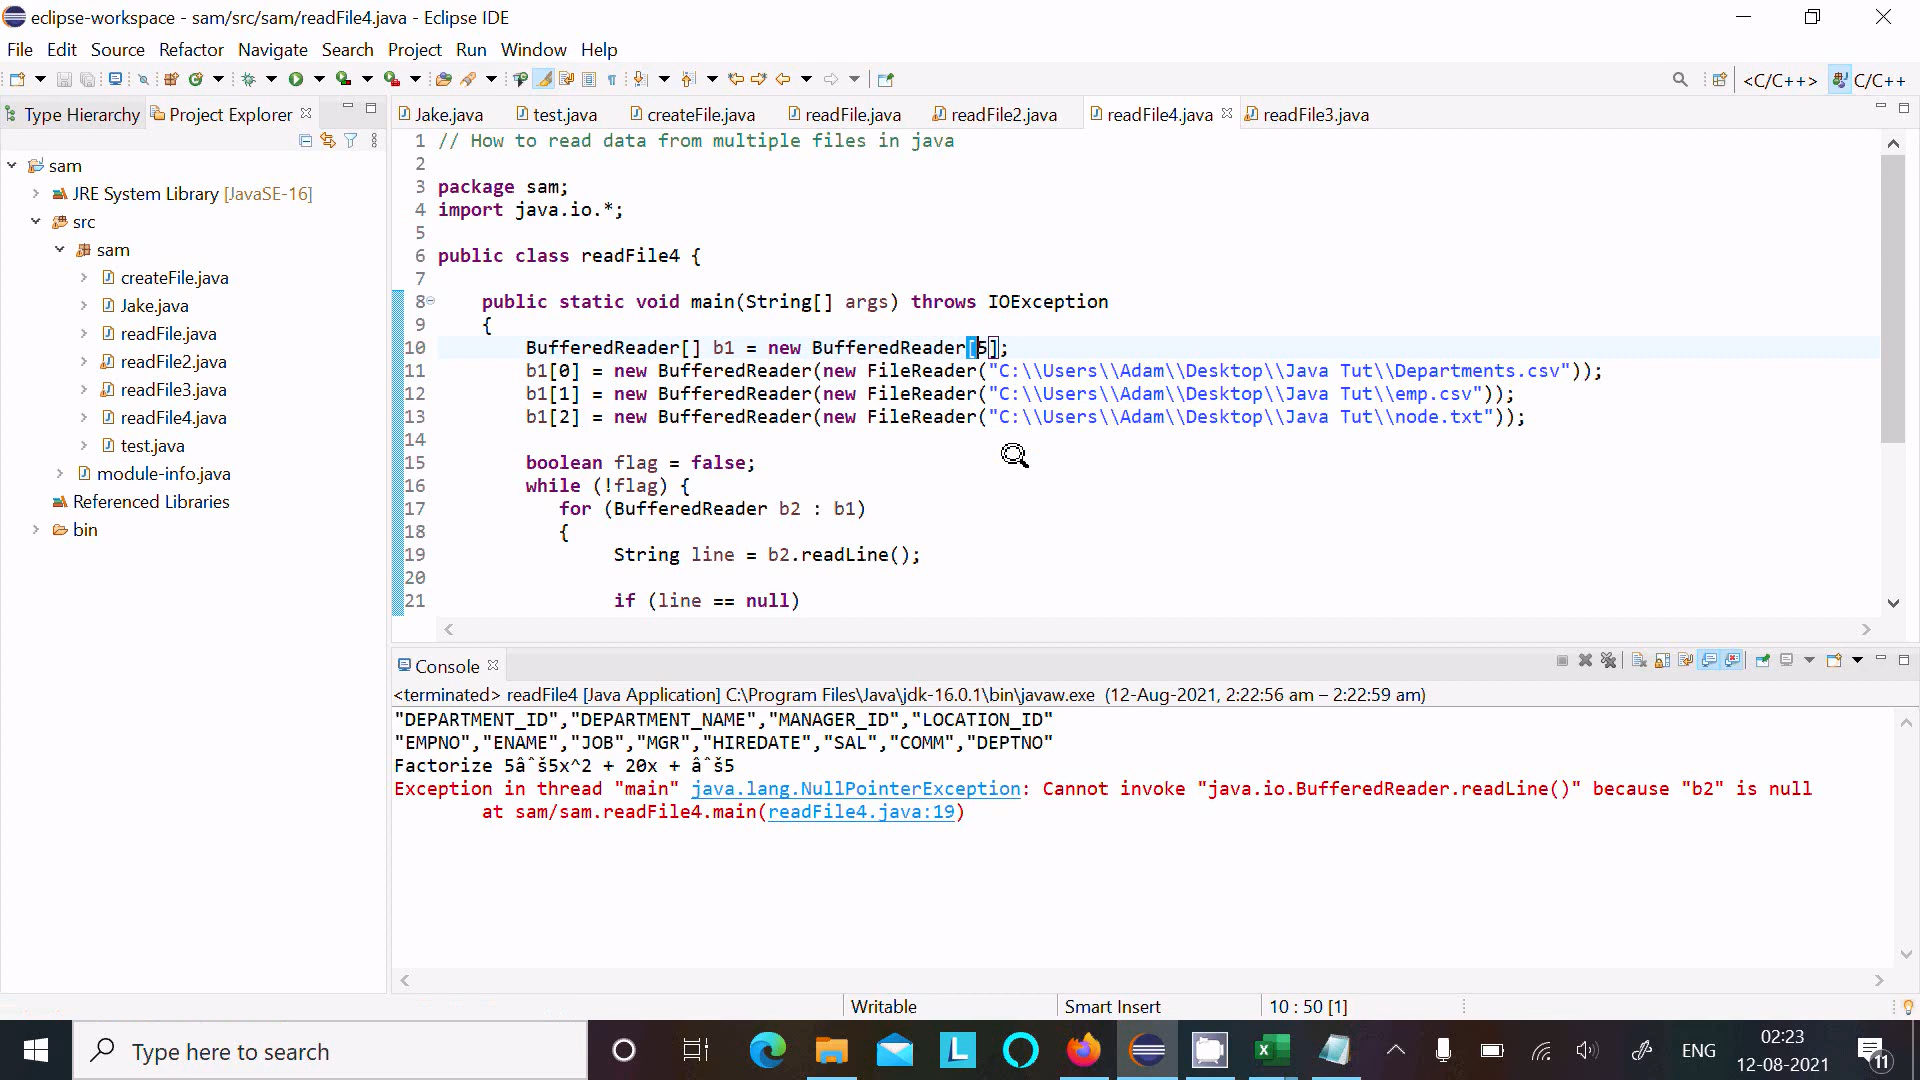 eclipse-workspace - sam/src/sam/readFile4.java - Eclipse IDE
File Edit Source Refactor Navigate Search Project Run Window Help
<C/C++> C/C++
Type Hierarchy Project Explorer
Jake.java test.java createFile.java readFile.java readFile2.java readFile4.java readFile3.java
sam
JRE System Library [JavaSE-16]
src
sam
createFile.java
Jake.java
readFile.java
readFile2.java
readFile3.java
readFile4.java
test.java
module-info.java
Referenced Libraries
bin
1 // How to read data from multiple files in java
2
3 package sam;
4 import java.io.*;
5
6 public class readFile4 {
7
8 public static void main(String[] args) throws IOException
9 {
10 BufferedReader[] b1 = new BufferedReader[5];
11 b1[0] = new BufferedReader(new FileReader("C:\\Users\\Adam\\Desktop\\Java Tut\\Departments.csv"));
12 b1[1] = new BufferedReader(new FileReader("C:\\Users\\Adam\\Desktop\\Java Tut\\emp.csv"));
13 b1[2] = new BufferedReader(new FileReader("C:\\Users\\Adam\\Desktop\\Java Tut\\node.txt"));
14
15 boolean flag = false;
16 while (!flag) {
17 for (BufferedReader b2 : b1)
18 {
19 String line = b2.readLine();
20
21 if (line == null)
Console
<terminated> readFile4 [Java Application] C:\Program Files\Java\jdk-16.0.1\bin\javaw.exe (12-Aug-2021, 2:22:56 am – 2:22:59 am)
"DEPARTMENT_ID","DEPARTMENT_NAME","MANAGER_ID","LOCATION_ID"
"EMPNO","ENAME","JOB","MGR","HIREDATE","SAL","COMM","DEPTNO"
Factorize 5âˆš5x^2 + 20x + âˆš5
Exception in thread "main" java.lang.NullPointerException: Cannot invoke "java.io.BufferedReader.readLine()" because "b2" is null
at sam/sam.readFile4.main(readFile4.java:19)
Writable Smart Insert 10 : 50 [1]
Type here to search
L
ENG
02:23
12-08-2021
11